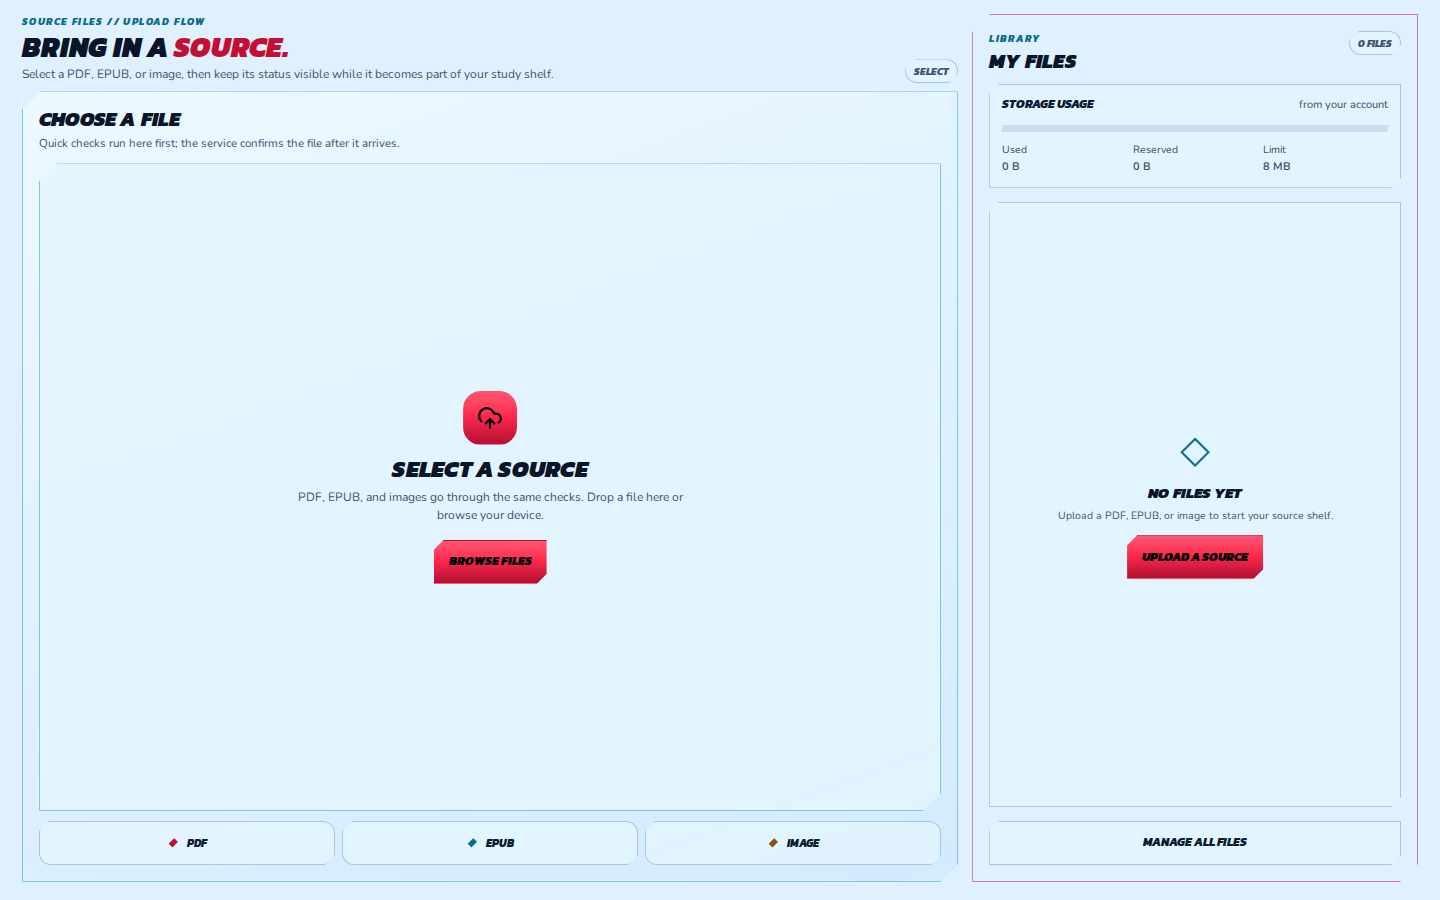 SOURCE FILES // UPLOAD FLOW
BRING IN A SOURCE.
Select a PDF, EPUB, or image, then keep its status visible while it becomes part of your study shelf.
SELECT
CHOOSE A FILE
Quick checks run here first; the service confirms the file after it arrives.
SELECT A SOURCE
PDF, EPUB, and images go through the same checks. Drop a file here or
browse your device.
BROWSE FILES
PDF
EPUB
IMAGE
LIBRARY
MY FILES
0 FILES
STORAGE USAGE
from your account
Used
Reserved
Limit
0 B
0 B
8 MB
NO FILES YET
Upload a PDF, EPUB, or image to start your source shelf.
UPLOAD A SOURCE
MANAGE ALL FILES